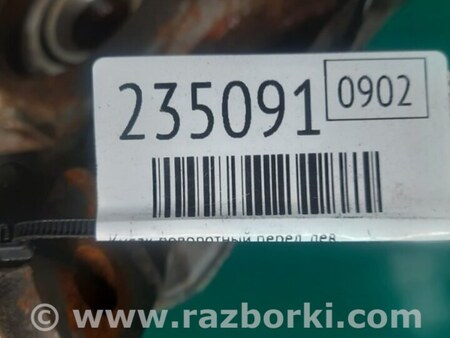 235091
0902
Кулак поворотный перед лев
© www.razborki.com